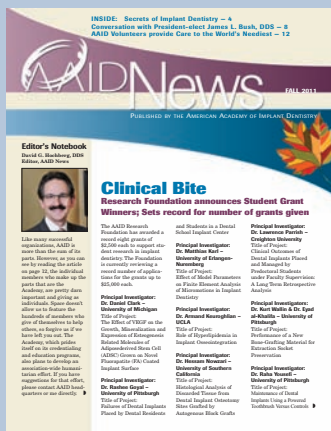 INSIDE: Secrets of Implant Dentistry – 4
Conversation with President-elect James L. Bush, DDS – 8
AAID Volunteers provide Care to the World's Neediest – 12
AAID NEWS
FALL 2011
PUBLISHED BY THE AMERICAN ACADEMY OF IMPLANT DENTISTRY
Editor's Notebook
David G. Hochberg, DDS
Editor, AAID News
Like many successful
organizations, AAID is
more than the sum of its
parts. However, as you can
see by reading the article
on page 12, the individual
members who make up the
parts that are the
Academy, are pretty darn
important and giving as
individuals. Space doesn't
allow us to feature the
hundreds of members who
give of themselves to help
others, so forgive us if we
have left you out. The
Academy, which prides
itself on its credentialing
and education programs,
also plans to develop an
association-wide humani-
tarian effort. If you have
suggestions for that effort,
please contact AAID head-
quarters or me directly.
Clinical Bite
Research Foundation announces Student Grant
Winners; Sets record for number of grants given
The AAID Research
Foundation has awarded a
record eight grants of
$2,500 each to support stu-
dent research in implant
dentistry. The Foundation
is currently reviewing a
record number of applica-
tions for the grants up to
$25,000 each.
Principal Investigator:
Dr. Daniel Clark –
University of Michigan
Title of Project:
The Effect of VEGF on the
Growth, Mineralization and
Expression of Osteogenesis
Related Molecules of
Adipose-derived Stem Cell
(ADSC) Grown on Novel
Fluorapatite (FA) Coated
Implant Surface
Principal Investigator:
Dr. Rashee Goyal –
University of Pittsburgh
Title of Project:
Failures of Dental Implants
Placed by Dental Residents
and Students in a Dental
School Implant Center
Principal Investigator:
Dr. Matthias Karl –
University of Erlangen-
Nuremberg
Title of Project:
Effect of Model Parameters
on Finite Element Analysis
of Micromotions in Implant
Dentistry
Principal Investigator:
Dr. Armand Keuroghlian –
UCLA
Title of Project:
Role of Hyperlipidemia in
Implant Osseointegration
Principal Investigator:
Dr. Hessam Nowzari –
University of Southern
California
Title of Project:
Histological Analysis of
Discarded Tissue from
Dental Implant Osteotomy
Sites Grafted by
Autogenous Block Grafts
Principal Investigator:
Dr. Lawrence Parrish –
Creighton University
Title of Project:
Clinical Outcomes of
Dental Implants Placed
and Managed by
Predoctoral Students
under Faculty Supervision:
A Long Term Retrospective
Analysis
Principal Investigators:
Dr. Kurt Wallin & Dr. Eyad
al-Khalifa – University of
Pittsburgh
Title of Project:
Performance of a New
Bone-Grafting Material for
Extraction Socket
Preservation
Principal Investigator:
Dr. Raha Yousefi –
University of Pittsburgh
Title of Project:
Maintenance of Dental
Implants Using a Powered
Toothbrush Versus Controls